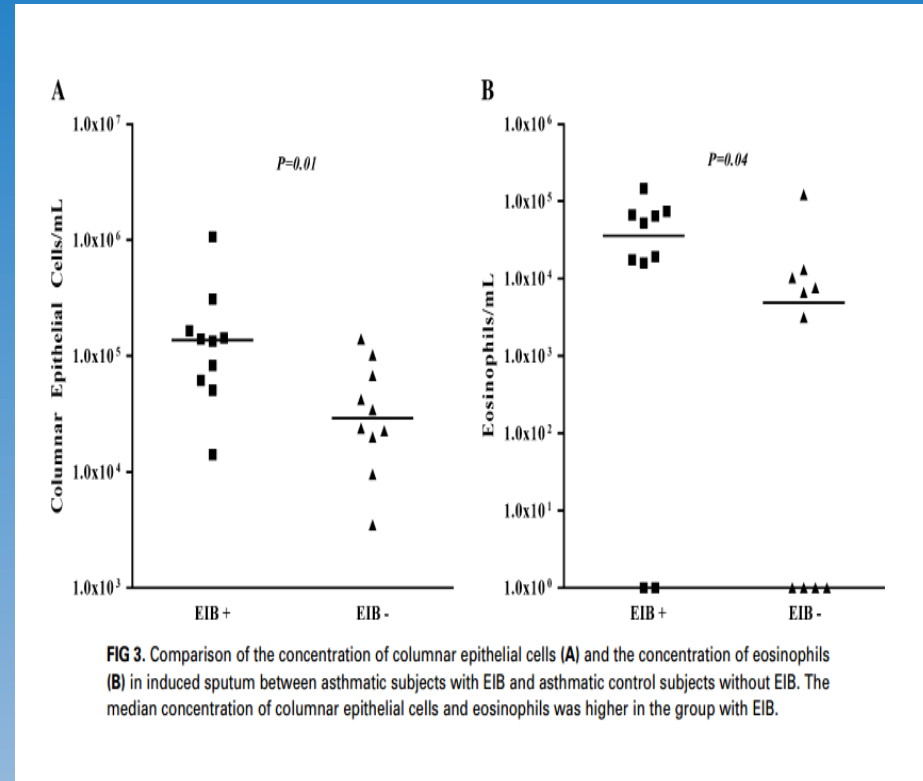 A
B
1.0x10⁷
1.0x10⁶
1.0x10⁵
1.0x10⁴
1.0x10³
Columnar Epithelial Cells/mL
P=0.01
EIB +
EIB -
1.0x10⁶
1.0x10⁵
1.0x10⁴
1.0x10³
1.0x10²
1.0x10¹
1.0x10⁰
Eosinophils/mL
P=0.04
EIB +
EIB -
FIG 3. Comparison of the concentration of columnar epithelial cells (A) and the concentration of eosinophils
(B) in induced sputum between asthmatic subjects with EIB and asthmatic control subjects without EIB. The
median concentration of columnar epithelial cells and eosinophils was higher in the group with EIB.